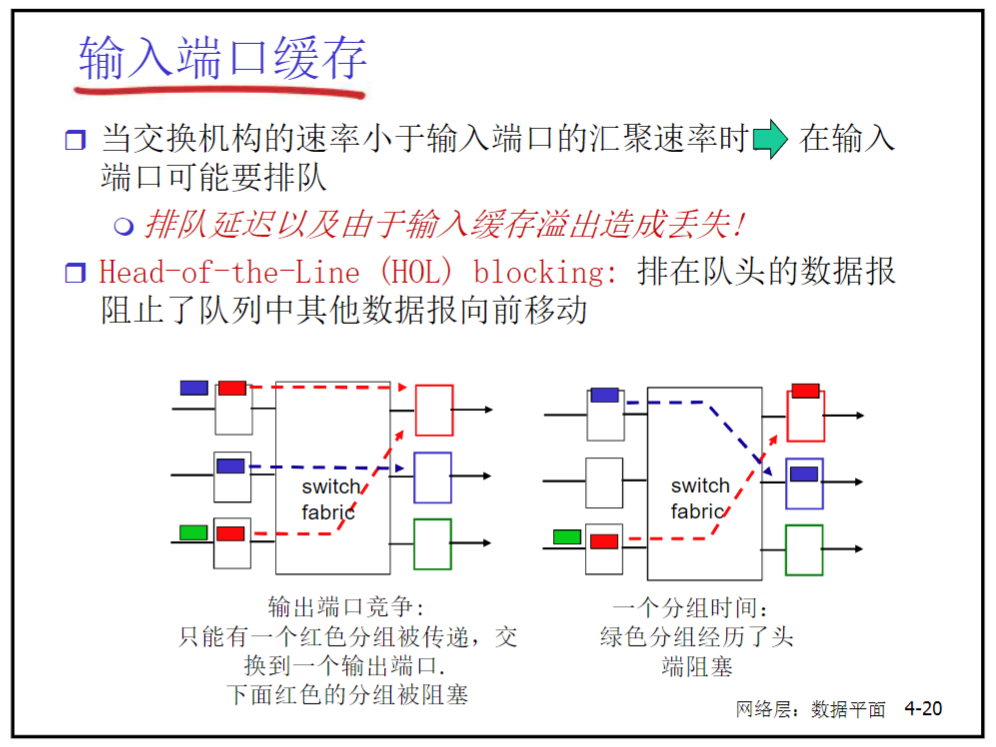 输入端口缓存
当交换机构的速率小于输入端口的汇聚速率时 在输入
端口可能要排队
排队延迟以及由于输入缓存溢出造成丢失!
Head-of-the-Line (HOL) blocking: 排在队头的数据报
阻止了队列中其他数据报向前移动
switch
fabric
switch
fabric
输出端口竞争:
只能有一个红色分组被传递，交
换到一个输出端口.
下面红色的分组被阻塞
一个分组时间:
绿色分组经历了头
端阻塞
网络层：数据平面 4-20